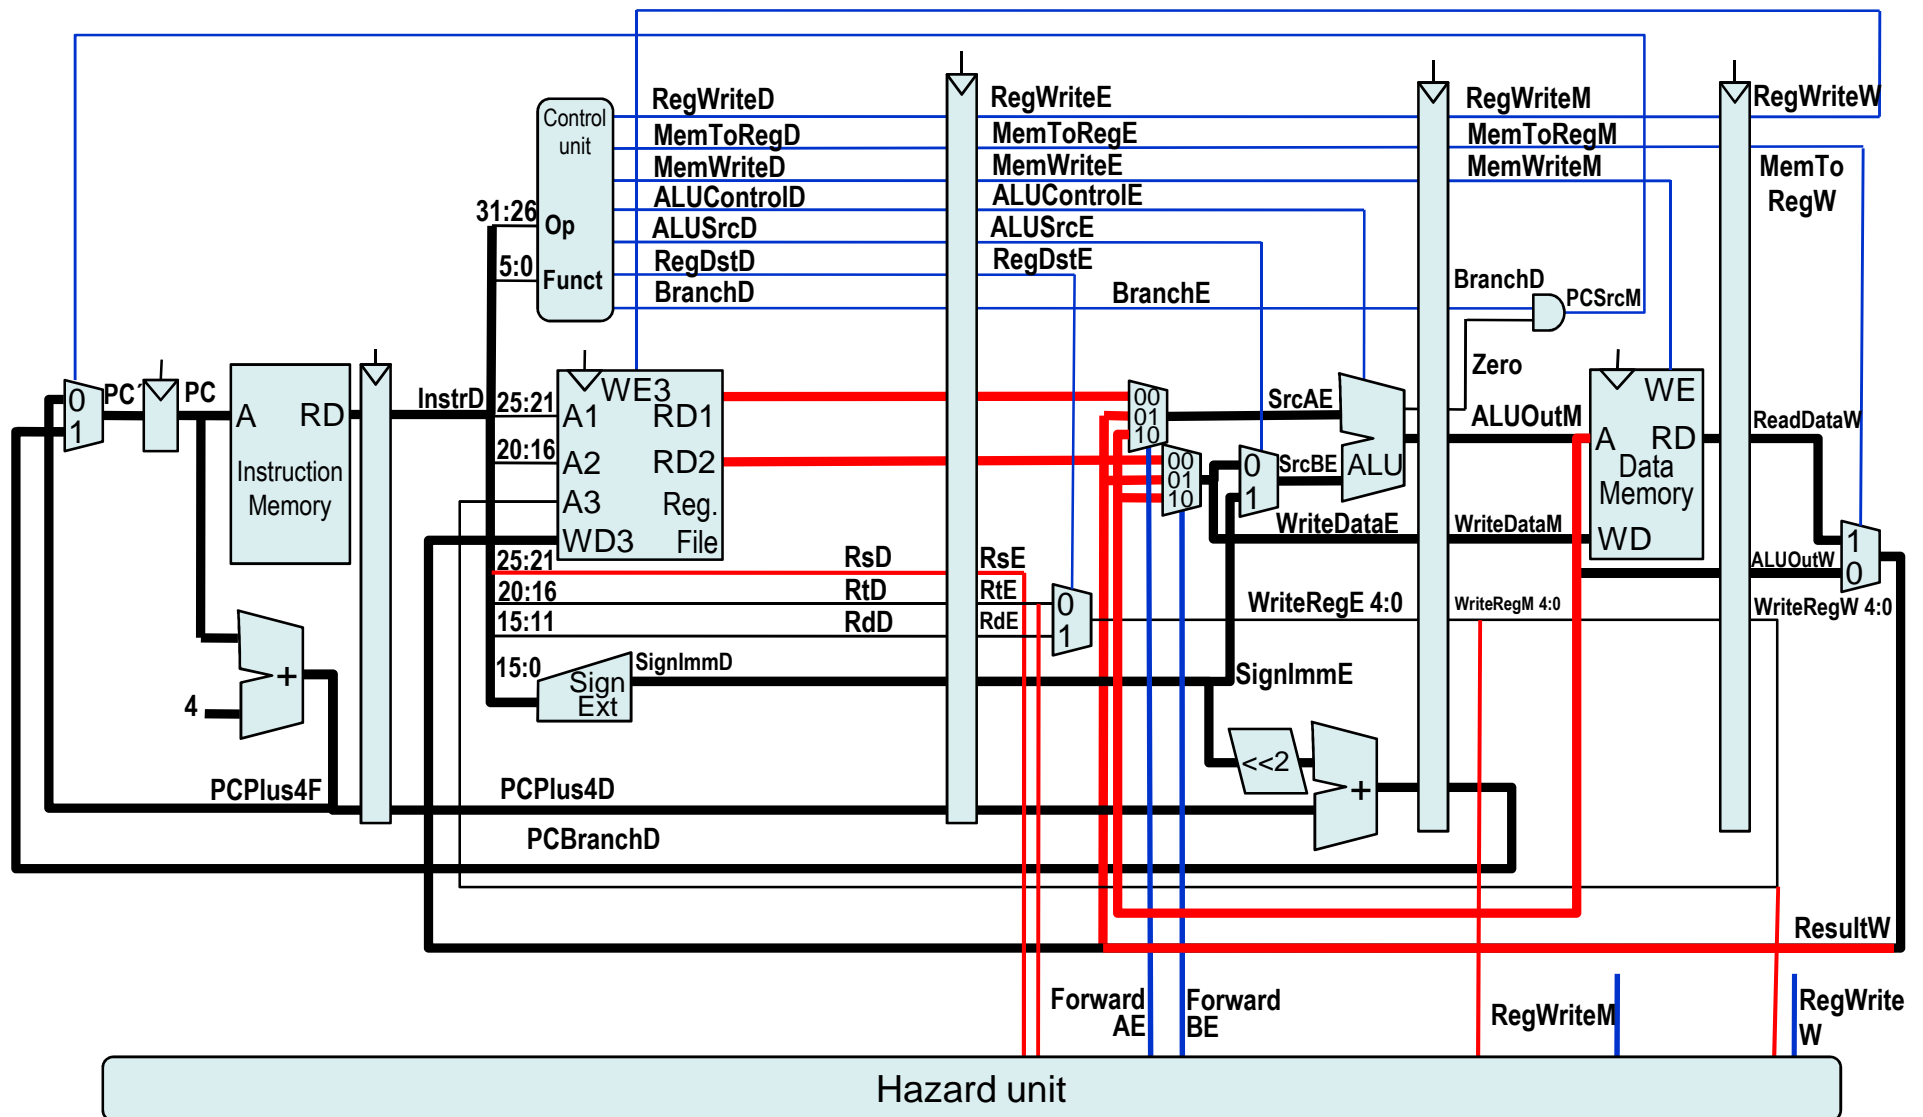 RegWriteD
RegWriteE
RegWriteM
RegWriteW
Control
unit
MemToRegD
MemToRegE
MemToRegM
MemWriteD
MemWriteE
MemWriteM
MemTo
RegW
ALUControlD
ALUControlE
31:26
Op
ALUSrcD
ALUSrcE
5:0
Funct
RegDstD
RegDstE
BranchD
BranchE
BranchD
PCSrcM
Zero
0
1
PC´
PC
A
RD
Instruction
Memory
InstrD
25:21
WE3
A1
RD1
20:16
A2
RD2
A3
Reg.
WD3
File
00
01
10
00
01
10
SrcAE
0
1
SrcBE
ALU
ALUOutM
WE
A
RD
Data
Memory
WD
ReadDataW
WriteDataE
WriteDataM
1
0
ALUOutW
25:21
RsD
RsE
20:16
RtD
RtE
15:11
RdD
RdE
0
1
WriteRegE 4:0
WriteRegM 4:0
WriteRegW 4:0
15:0
Sign
Ext
SignImmD
SignImmE
+
4
<<2
+
PCPlus4F
PCPlus4D
PCBranchD
ResultW
Forward
AE
Forward
BE
RegWriteM
RegWrite
W
Hazard unit